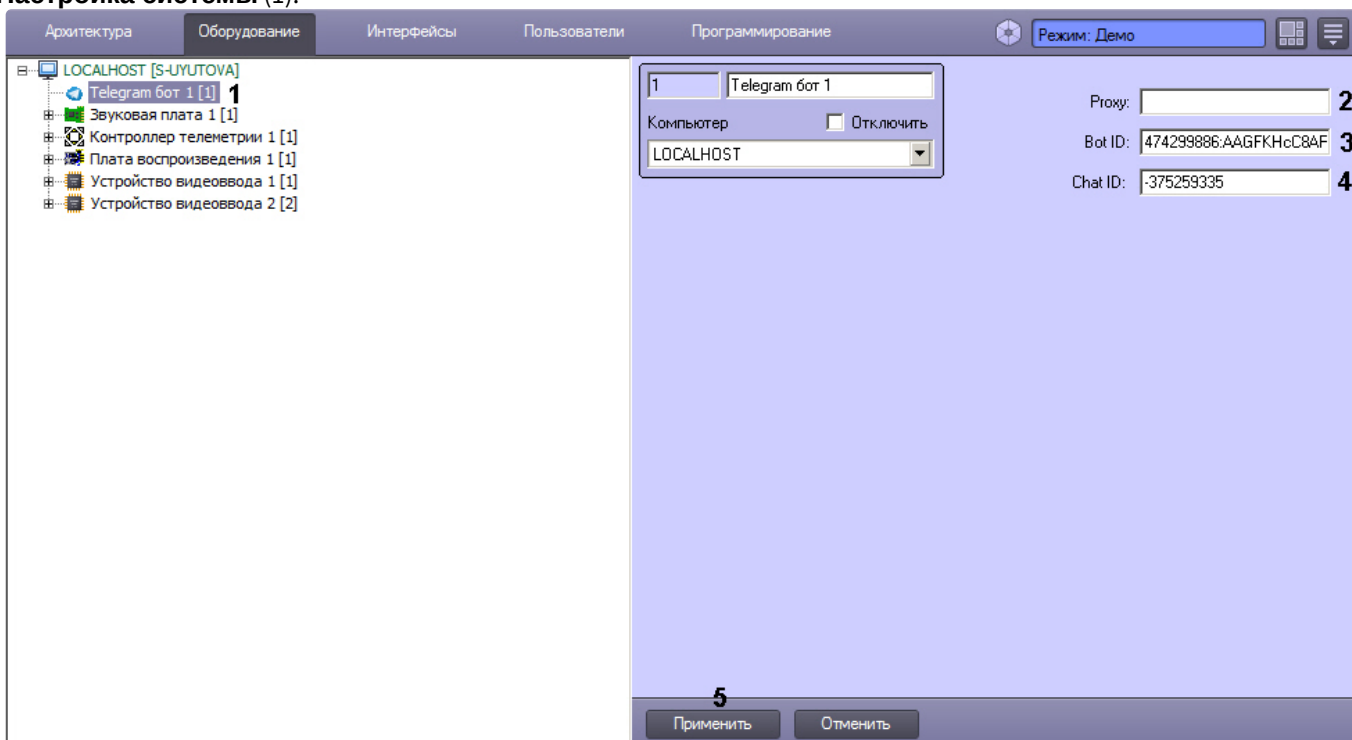 Настройка системы (1).
Архитектура Оборудование Интерфейсы Пользователи Программирование Режим: Демо
LOCALHOST [S-UYUTOVA]
Telegram бот 1 [1] 1
Звуковая плата 1 [1]
Контроллер телеметрии 1 [1]
Плата воспроизведения 1 [1]
Устройство видеоввода 1 [1]
Устройство видеоввода 2 [2]
1 Telegram бот 1
Компьютер Отключить
LOCALHOST
Proxy: 2
Bot ID: 474299886:AAGFKHcC8AF 3
Chat ID: -375259335 4
5
Применить Отменить